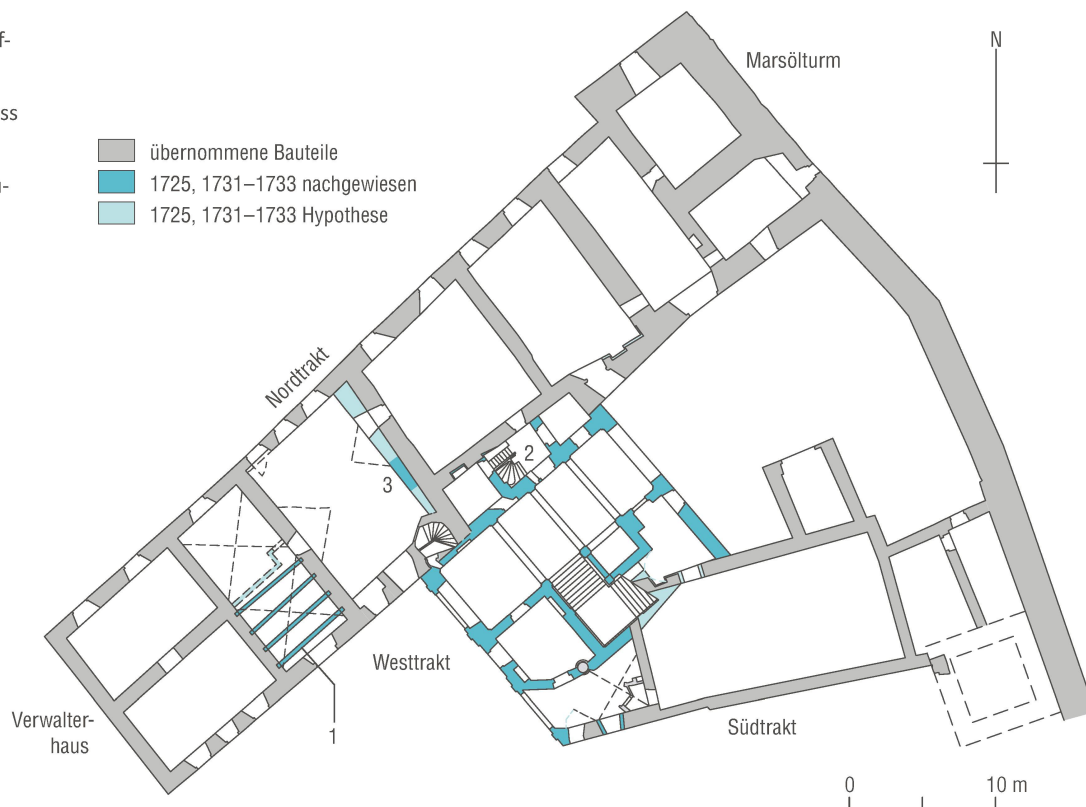 f-
ss
-
N
Marsölturm
übernommene Bauteile
1725, 1731–1733 nachgewiesen
1725, 1731–1733 Hypothese
Nordtrakt
2
3
Westtrakt
Verwalter-
haus
1
Südtrakt
0 10 m